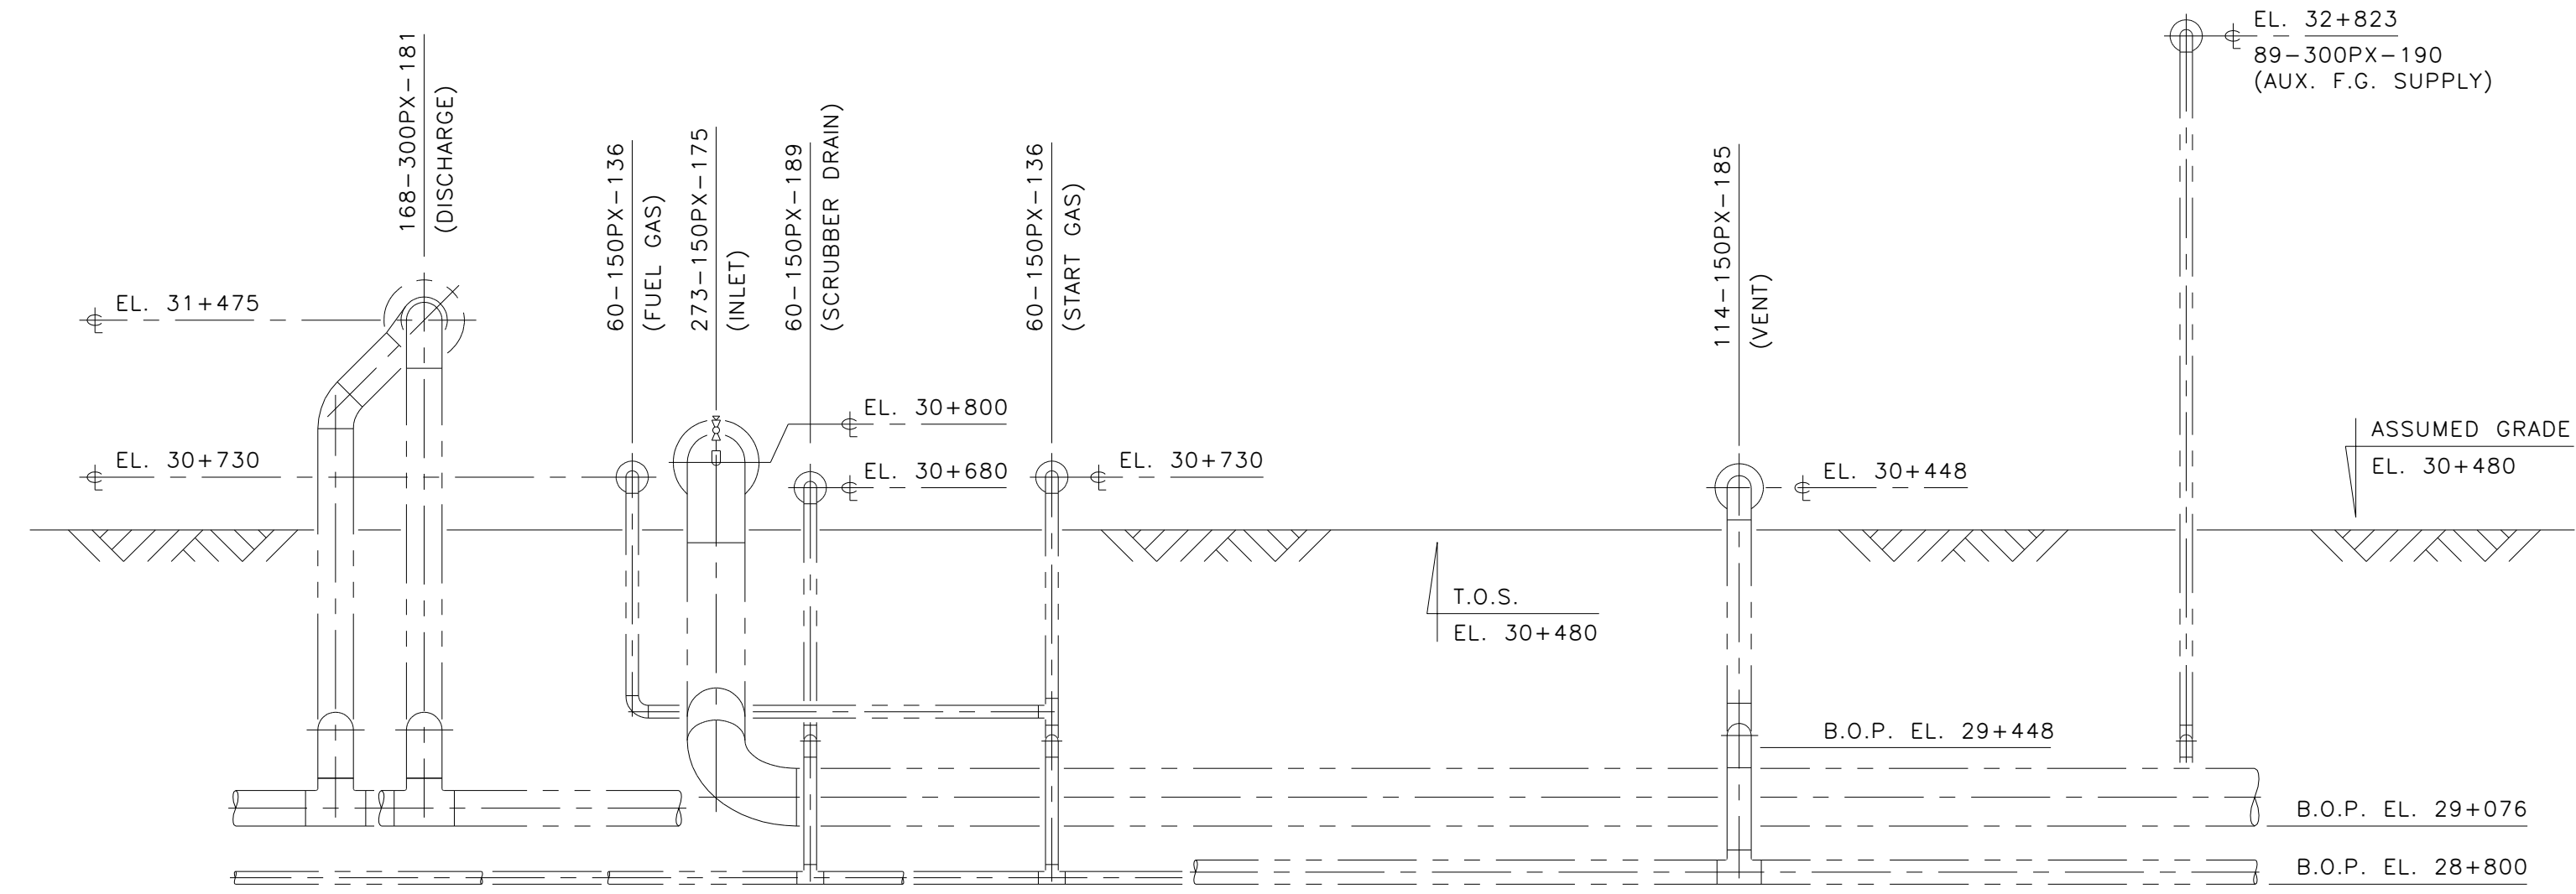 EL. 32+823
89-300PX-190
(AUX. F.G. SUPPLY)
168-300PX-181
(DISCHARGE)
60-150PX-136
(FUEL GAS)
273-150PX-175
(INLET)
60-150PX-189
(SCRUBBER DRAIN)
60-150PX-136
(START GAS)
114-150PX-185
(VENT)
EL. 31+475
EL. 30+800
ASSUMED GRADE
EL. 30+480
EL. 30+730
EL. 30+680
EL. 30+730
EL. 30+448
T.O.S.
EL. 30+480
B.O.P. EL. 29+448
B.O.P. EL. 29+076
B.O.P. EL. 28+800